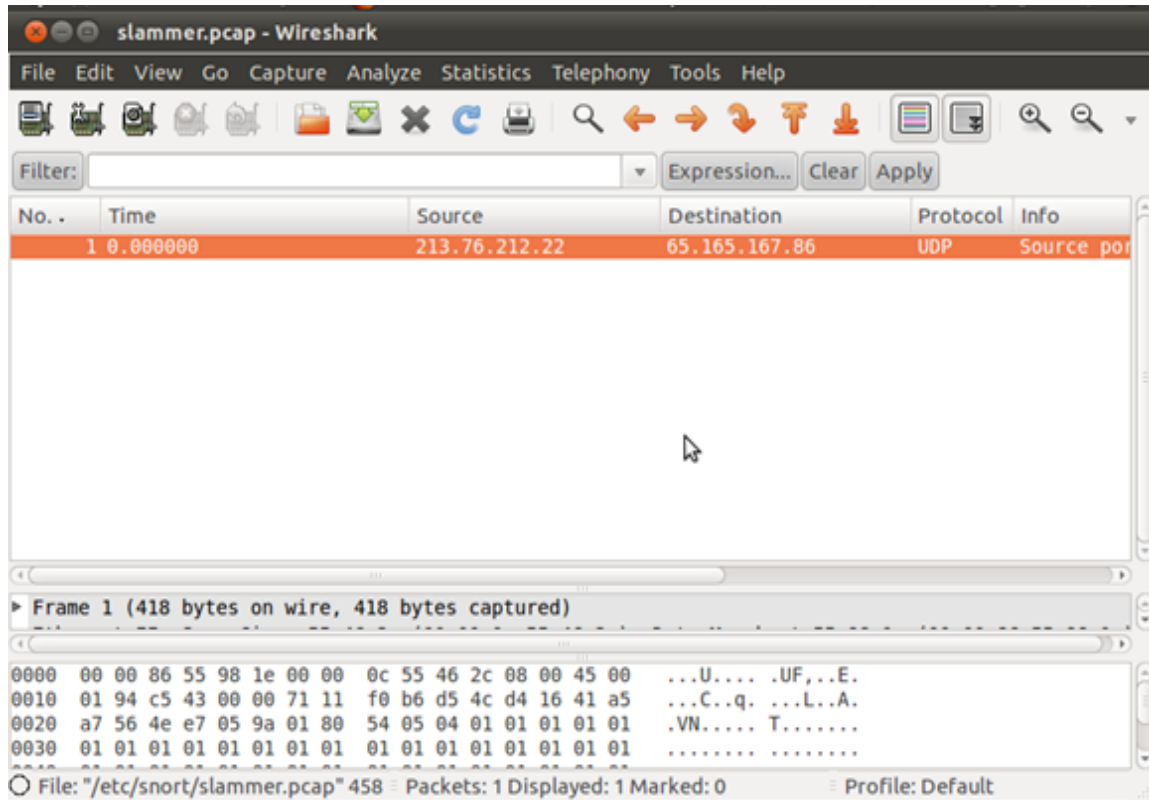 slammer.pcap - Wireshark
File Edit View Go Capture Analyze Statistics Telephony Tools Help
Filter: Expression... Clear Apply
No. . Time Source Destination Protocol Info
1 0.000000 213.76.212.22 65.165.167.86 UDP Source por
Frame 1 (418 bytes on wire, 418 bytes captured)
0000 00 00 86 55 98 1e 00 00 0c 55 46 2c 08 00 45 00 ...U.... .UF,..E.
0010 01 94 c5 43 00 00 71 11 f0 b6 d5 4c d4 16 41 a5 ...C..q. ...L..A.
0020 a7 56 4e e7 05 9a 01 80 54 05 04 01 01 01 01 01 .VN..... T.......
0030 01 01 01 01 01 01 01 01 01 01 01 01 01 01 01 01 ........ ........
File: "/etc/snort/slammer.pcap" 458 Packets: 1 Displayed: 1 Marked: 0 Profile: Default